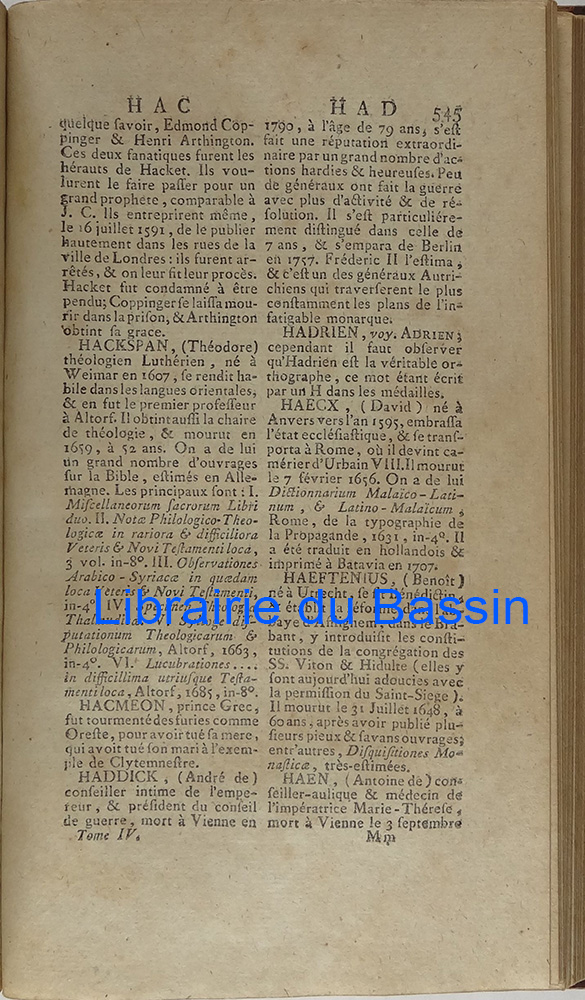 HAC
quelque savoir, Edmond Cop-
pinger & Henri Arthington.
Ces deux fanatiques furent les
hérauts de Hacket. Ils vou-
lurent le faire passer pour un
grand prophète, comparable à
J. C. Ils entreprirent même,
le 16 juillet 1591, de le publier
hautement dans les rues de la
ville de Londres : ils furent ar-
rêtés, & on leur fit leur procès.
Hacket fut condamné à être
pendu; Coppinger se laissa mou-
rir dans la prison, & Arthington
obtint sa grace.
HACKSPAN, (Théodore)
théologien Luthérien, né à
Weimar en 1607, se rendit ha-
bile dans les langues orientales,
& en fut le premier professeur
à Altorf. Il obtint aussi la chaire
de théologie, & mourut en
1659, à 52 ans. On a de lui
un grand nombre d'ouvrages
sur la Bible, estimés en Alle-
magne. Les principaux sont : I.
Miscellaneorum sacrorum Libri
duo. II. Notæ Philologico-Theo-
logicæ in rariora & difficiliora
Veteris & Novi Testamenti loca,
3 vol. in-8°. III. Observationes
Arabico-Syriacæ in quædam
loca Veteris & Novi Testamenti,
in-4°. IV. Specimen Theologiæ
putationum Theologicarum &
Philologicarum, Altorf, 1663,
in-4°. VI. Lucubrationes ....
in difficillima utriusque Testa-
menti loca, Altorf, 1685, in-8°.
HACMEON, prince Grec,
fut tourmenté des furies comme
Oreste, pour avoir tué sa mere,
qui avoit tué son mari à l'exem-
ple de Clytemnestre.
HADDICK, (André de)
conseiller intime de l'empe-
reur, & président du conseil
de guerre, mort à Vienne en
Tome IV.
HAD 545
1790, à l'âge de 79 ans, s'est
fait une réputation extraordi-
naire par un grand nombre d'ac-
tions hardies & heureuses. Peu
de généraux ont fait la guerre
avec plus d'activité & de ré-
solution. Il s'est particuliére-
ment distingué dans celle de
7 ans, & s'empara de Berlin
en 1757. Fréderic II l'estima,
& c'est un des généraux Autri-
chiens qui traverserent le plus
constamment les plans de l'in-
fatigable monarque.
HADRIEN, voy. ADRIEN;
cependant il faut observer
qu'Hadrien est la véritable or-
thographe, ce mot étant écrit
par un H dans les médailles.
HAECX, (David) né à
Anvers vers l'an 1595, embrassa
l'état ecclésiastique, & se trans-
porta à Rome, où il devint ca-
mérier d'Urbain VIII. Il mourut
le 7 février 1656. On a de lui
Dictionnarium Malaïco-Lati-
num, & Latino-Malaïcum,
Rome, de la typographie de
la Propagande, 1631, in-4°. Il
a été traduit en hollandois &
imprimé à Batavia en 1707.
HAEFTENIUS, (Benoît)
né à Utrecht, se fit Bénédictin,
bant, y introduisit les consti-
tutions de la congrégation des
SS. Viton & Hidulte (elles y
sont aujourd'hui adoucies avec
la permission du Saint-Siege).
Il mourut le 31 Juillet 1648, à
60 ans, après avoir publié plu-
sieurs pieux & savans ouvrages;
entr'autres, Disquisitiones Mo-
nasticæ, très-estimées.
HAEN, (Antoine de) con-
seiller-aulique & médecin de
l'impératrice Marie-Thérese,
mort à Vienne le 3 septembre
Mm
Librairie du Bassin